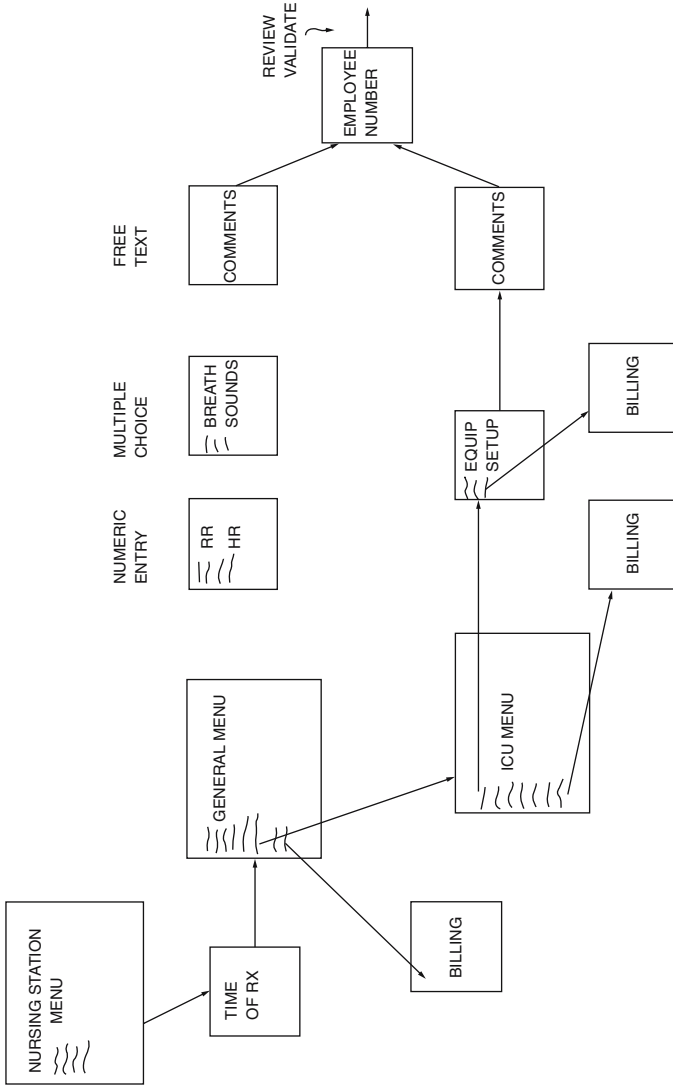 NURSING STATION
MENU
TIME
OF RX
GENERAL MENU
BILLING
ICU MENU
BILLING
NUMERIC
ENTRY
RR
HR
MULTIPLE
CHOICE
BREATH
SOUNDS
EQUIP
SETUP
BILLING
FREE
TEXT
COMMENTS
COMMENTS
EMPLOYEE
NUMBER
REVIEW
VALIDATE